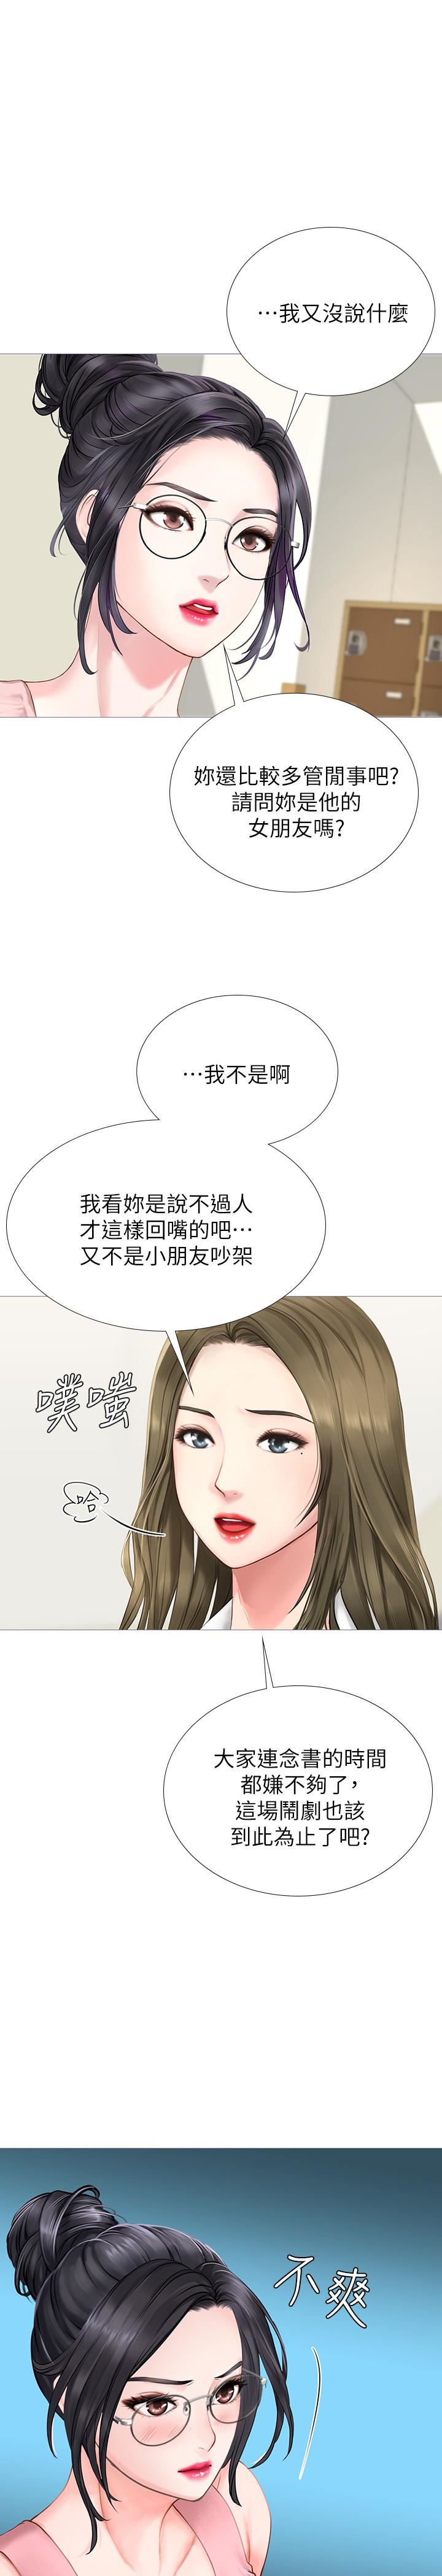 ⋯我又沒說什麼
妳還比較多管閒事吧?
請問妳是他的
女朋友嗎?
⋯我不是啊
我看妳是說不過人
才這樣回嘴的吧⋯
又不是小朋友吵架
噗嗤
哈
大家連念書的時間
都嫌不夠了,
這場鬧劇也該
到此為止了吧?
不爽